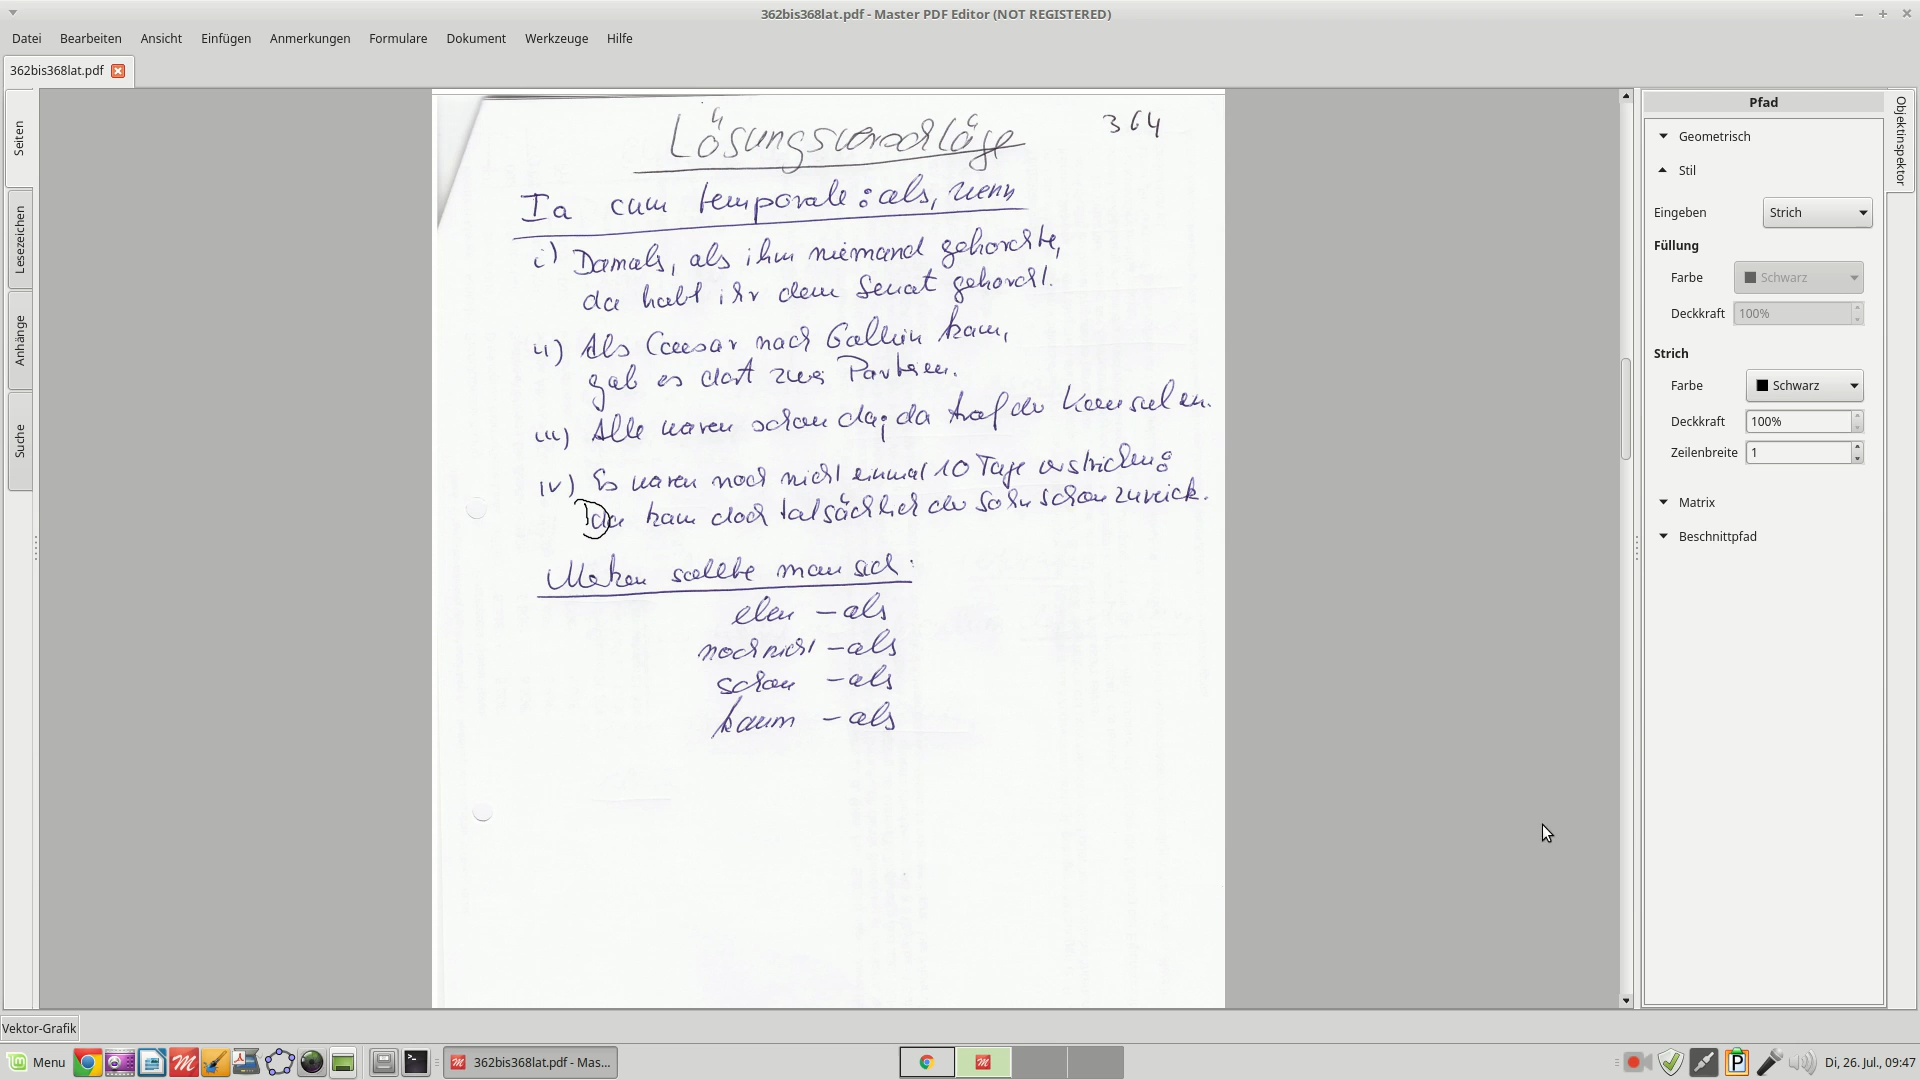 362bis368lat.pdf - Master PDF Editor (NOT REGISTERED)
Datei Bearbeiten Ansicht Einfügen Anmerkungen Formulare Dokument Werkzeuge Hilfe
362bis368lat.pdf
Seiten
Lesezeichen
Anhänge
Suche
Lösungsvorschläge
364
Ia cum temporale: als, wenn
i) Damals, als ihm niemand gehorchte,
da habt ihr dem Senat gehorcht.
ii) Als Caesar nach Gallien kam,
gab es dort zwei Parteien.
iii) Alle waren schon da; da traf der Konsul ein.
iv) Es waren noch nicht einmal 10 Tage verstrichen:
Da kam doch tatsächlich der Sohn schon zurück.
Merken sollte man sich:
eben - als
noch nicht - als
schon - als
kaum - als
Pfad
Geometrisch
Stil
Eingeben Strich
Füllung
Farbe Schwarz
Deckkraft 100%
Strich
Farbe Schwarz
Deckkraft 100%
Zeilenbreite 1
Matrix
Beschnittpfad
Objektinspektor
Vektor-Grafik
Menu 362bis368lat.pdf - Mas... Di, 26. Jul., 09:47